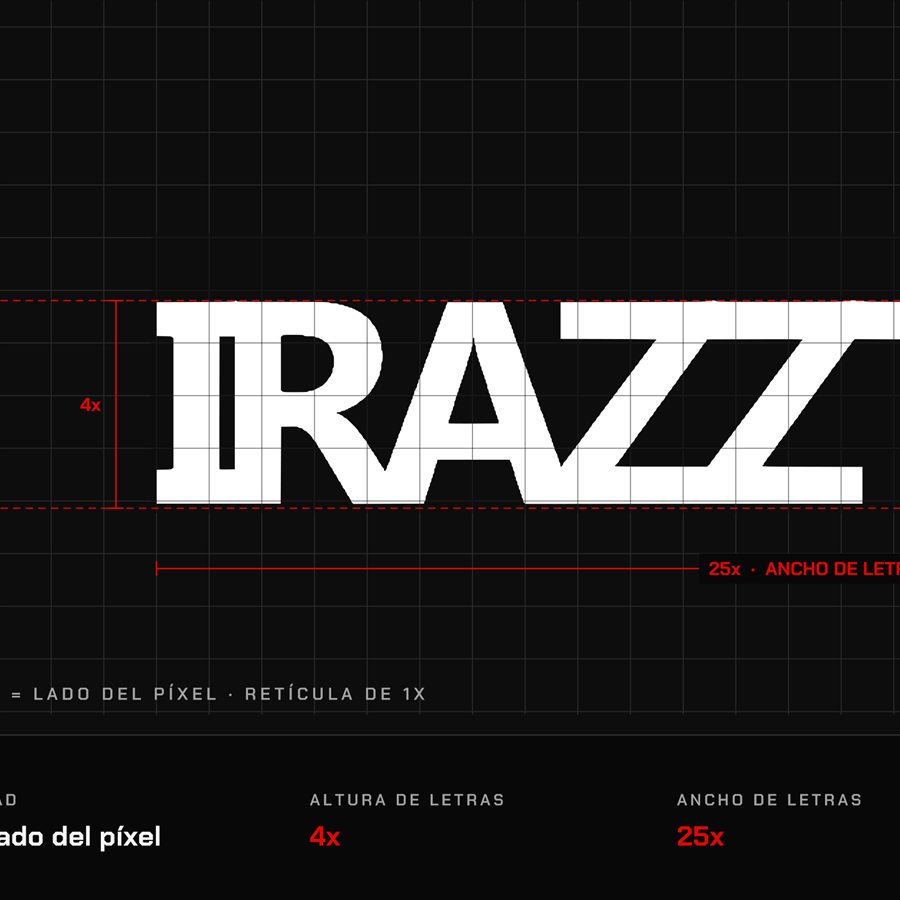 IRAZZ
4x
25x · ANCHO DE LETR
= LADO DEL PÍXEL · RETÍCULA DE 1X
AD ALTURA DE LETRAS ANCHO DE LETRAS
ado del píxel 4x 25x